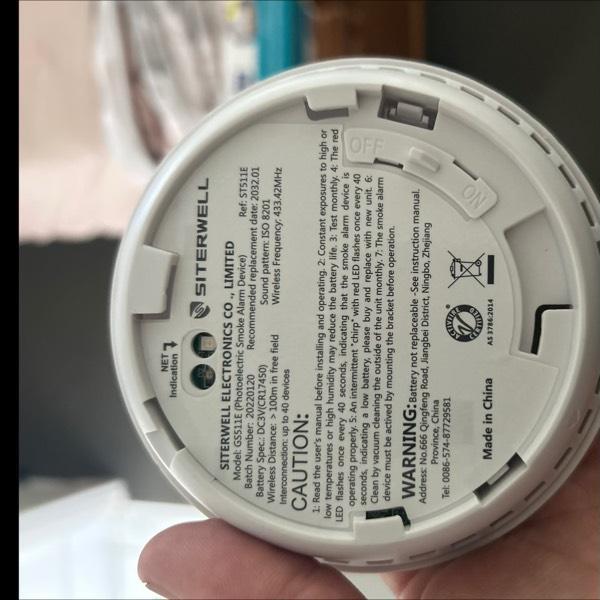 SITERWELL
SITERWELL ELECTRONICS CO ., LIMITED
Model: GS511E (Photoelectric Smoke Alarm Device) Ref: ST511E
Batch Number: 20220120 Recommended replacement date: 2032.01
Battery Spec.: DC3V(CR17450) Sound pattern: ISO 8201
Wireless Distance: >100m in free field Wireless Frequency: 433.42MHz
Interconnection: up to 40 devices
CAUTION:
1: Read the user's manual before installing and operating. 2: Constant exposures to high or
low temperatures or high humidity may reduce the battery life. 3: Test monthly. 4: The red
LED flashes once every 40 seconds, indicating that the smoke alarm device is
operating properly. 5: An intermittent "chirp" with red LED flashes once every 40
seconds, indicating a low battery, please buy and replace with new unit. 6:
Clean by vacuum cleaning the outside of the unit monthly. 7: The smoke alarm
device must be actived by mounting the bracket before operation.
WARNING: Battery not replaceable -See instruction manual.
Address: No.666 Qingfeng Road, Jiangbei District, Ningbo, Zhejiang
Province, China
Tel: 0086-574-87729581
Made in China
AS 3786:2014
NET
Indication
OFF
ON